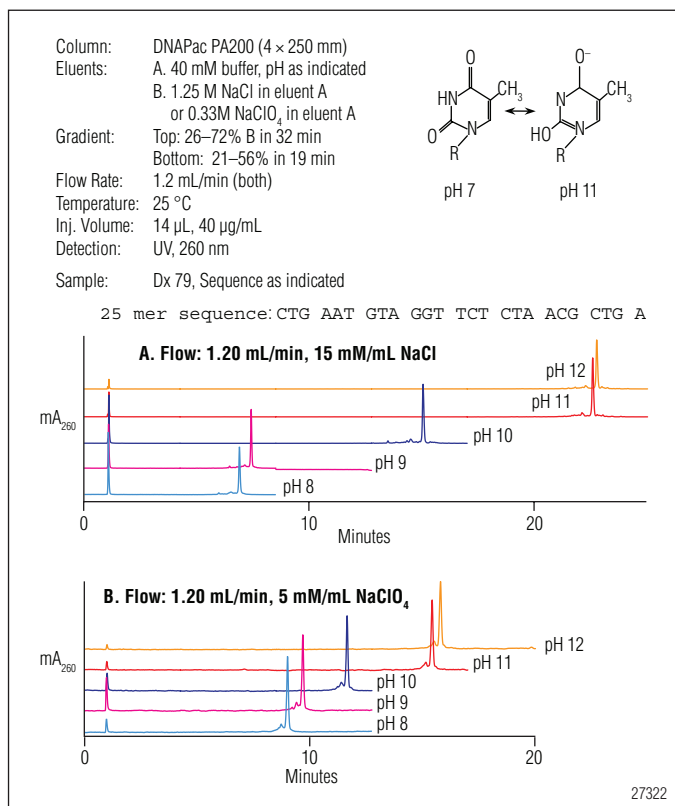 Column: DNAPac PA200 (4 × 250 mm)
Eluents: A. 40 mM buffer, pH as indicated
B. 1.25 M NaCl in eluent A
or 0.33M NaClO₄ in eluent A
Gradient: Top: 26–72% B in 32 min
Bottom: 21–56% in 19 min
Flow Rate: 1.2 mL/min (both)
Temperature: 25 °C
Inj. Volume: 14 µL, 40 µg/mL
Detection: UV, 260 nm
Sample: Dx 79, Sequence as indicated
O
CH₃
HN
O
N
R
pH 7
O⁻
CH₃
N
HO
N
R
pH 11
25 mer sequence: CTG AAT GTA GGT TCT CTA ACG CTG A
A. Flow: 1.20 mL/min, 15 mM/mL NaCl
pH 12
mA₂₆₀
pH 11
pH 10
pH 9
pH 8
0 10 20
Minutes
B. Flow: 1.20 mL/min, 5 mM/mL NaClO₄
pH 12
mA₂₆₀
pH 11
pH 10
pH 9
pH 8
0 10 20
Minutes
27322